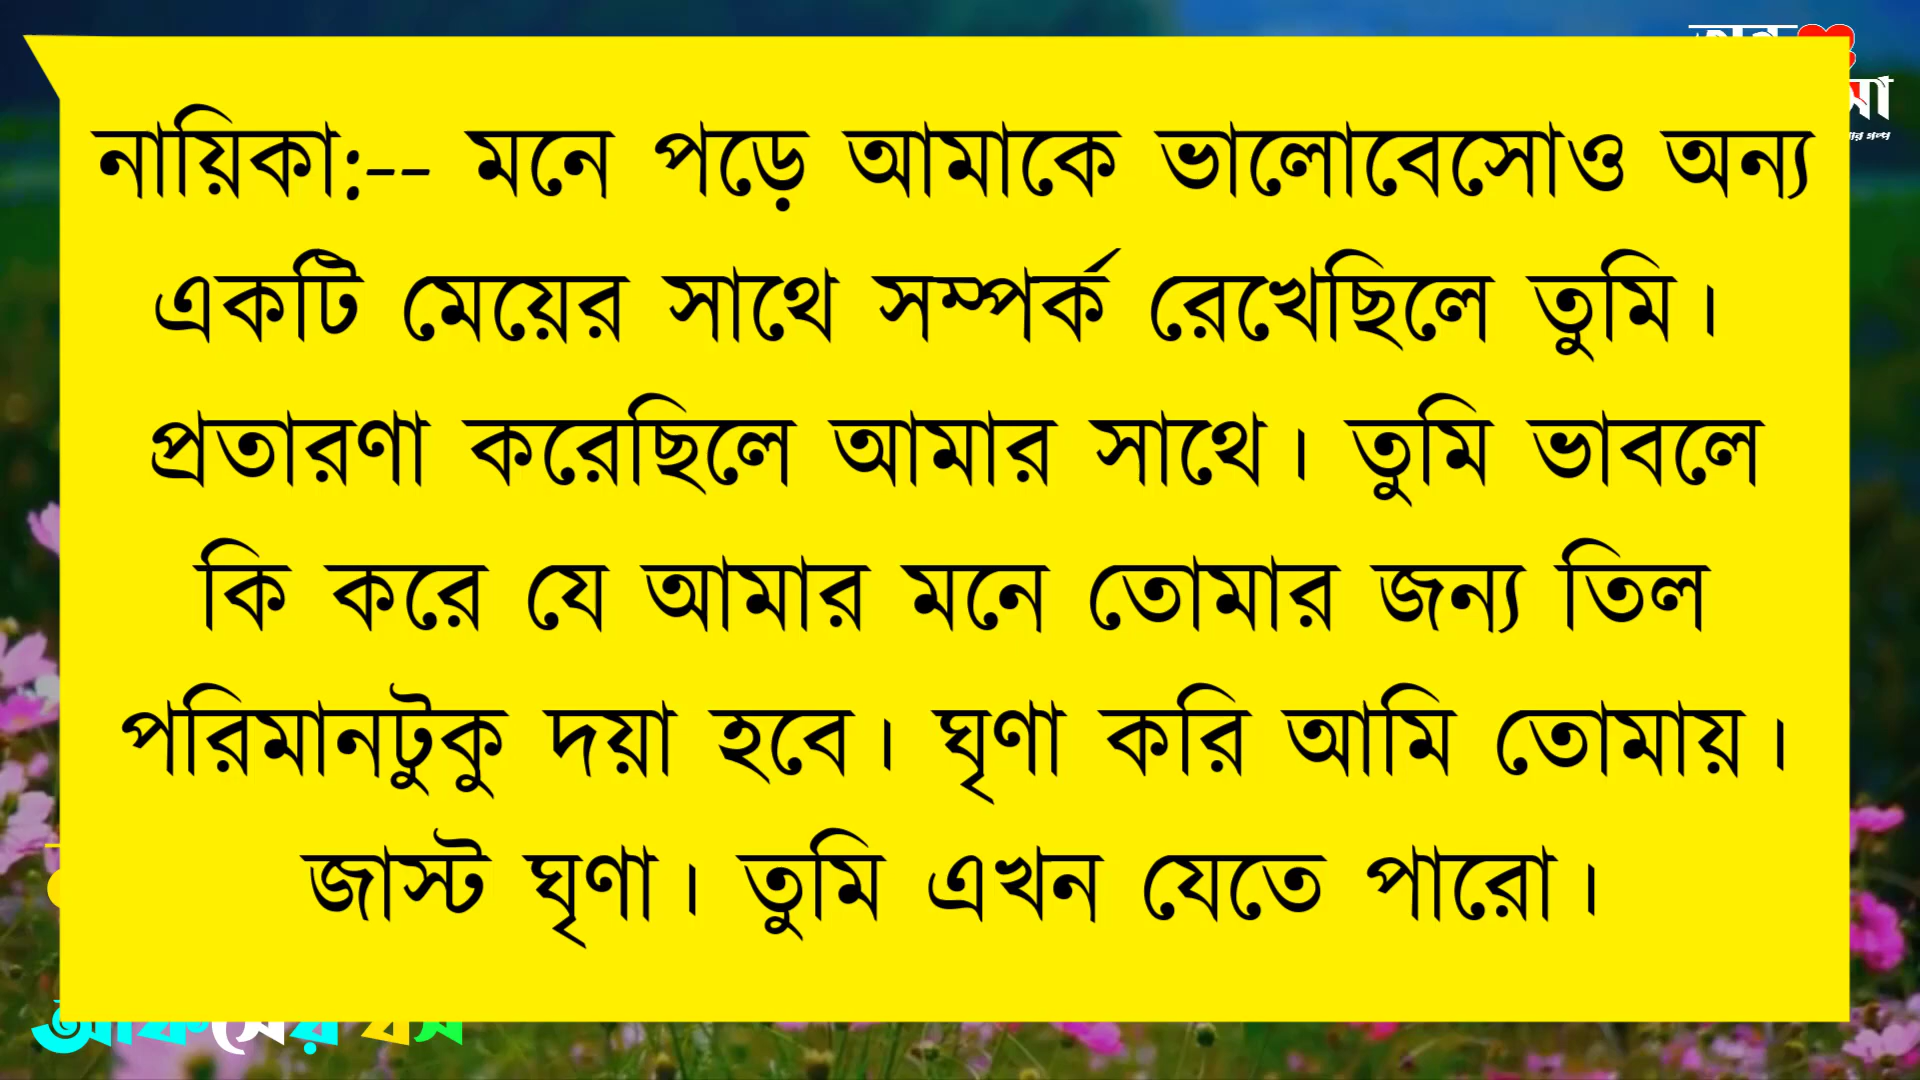 নায়িকা:-- মনে পড়ে আমাকে ভালোবেসোও অন্য
একটি মেয়ের সাথে সম্পর্ক রেখেছিলে তুমি।
প্রতারণা করেছিলে আমার সাথে। তুমি ভাবলে
কি করে যে আমার মনে তোমার জন্য তিল
পরিমানটুকু দয়া হবে। ঘৃণা করি আমি তোমায়।
জাস্ট ঘৃণা। তুমি এখন যেতে পারো।